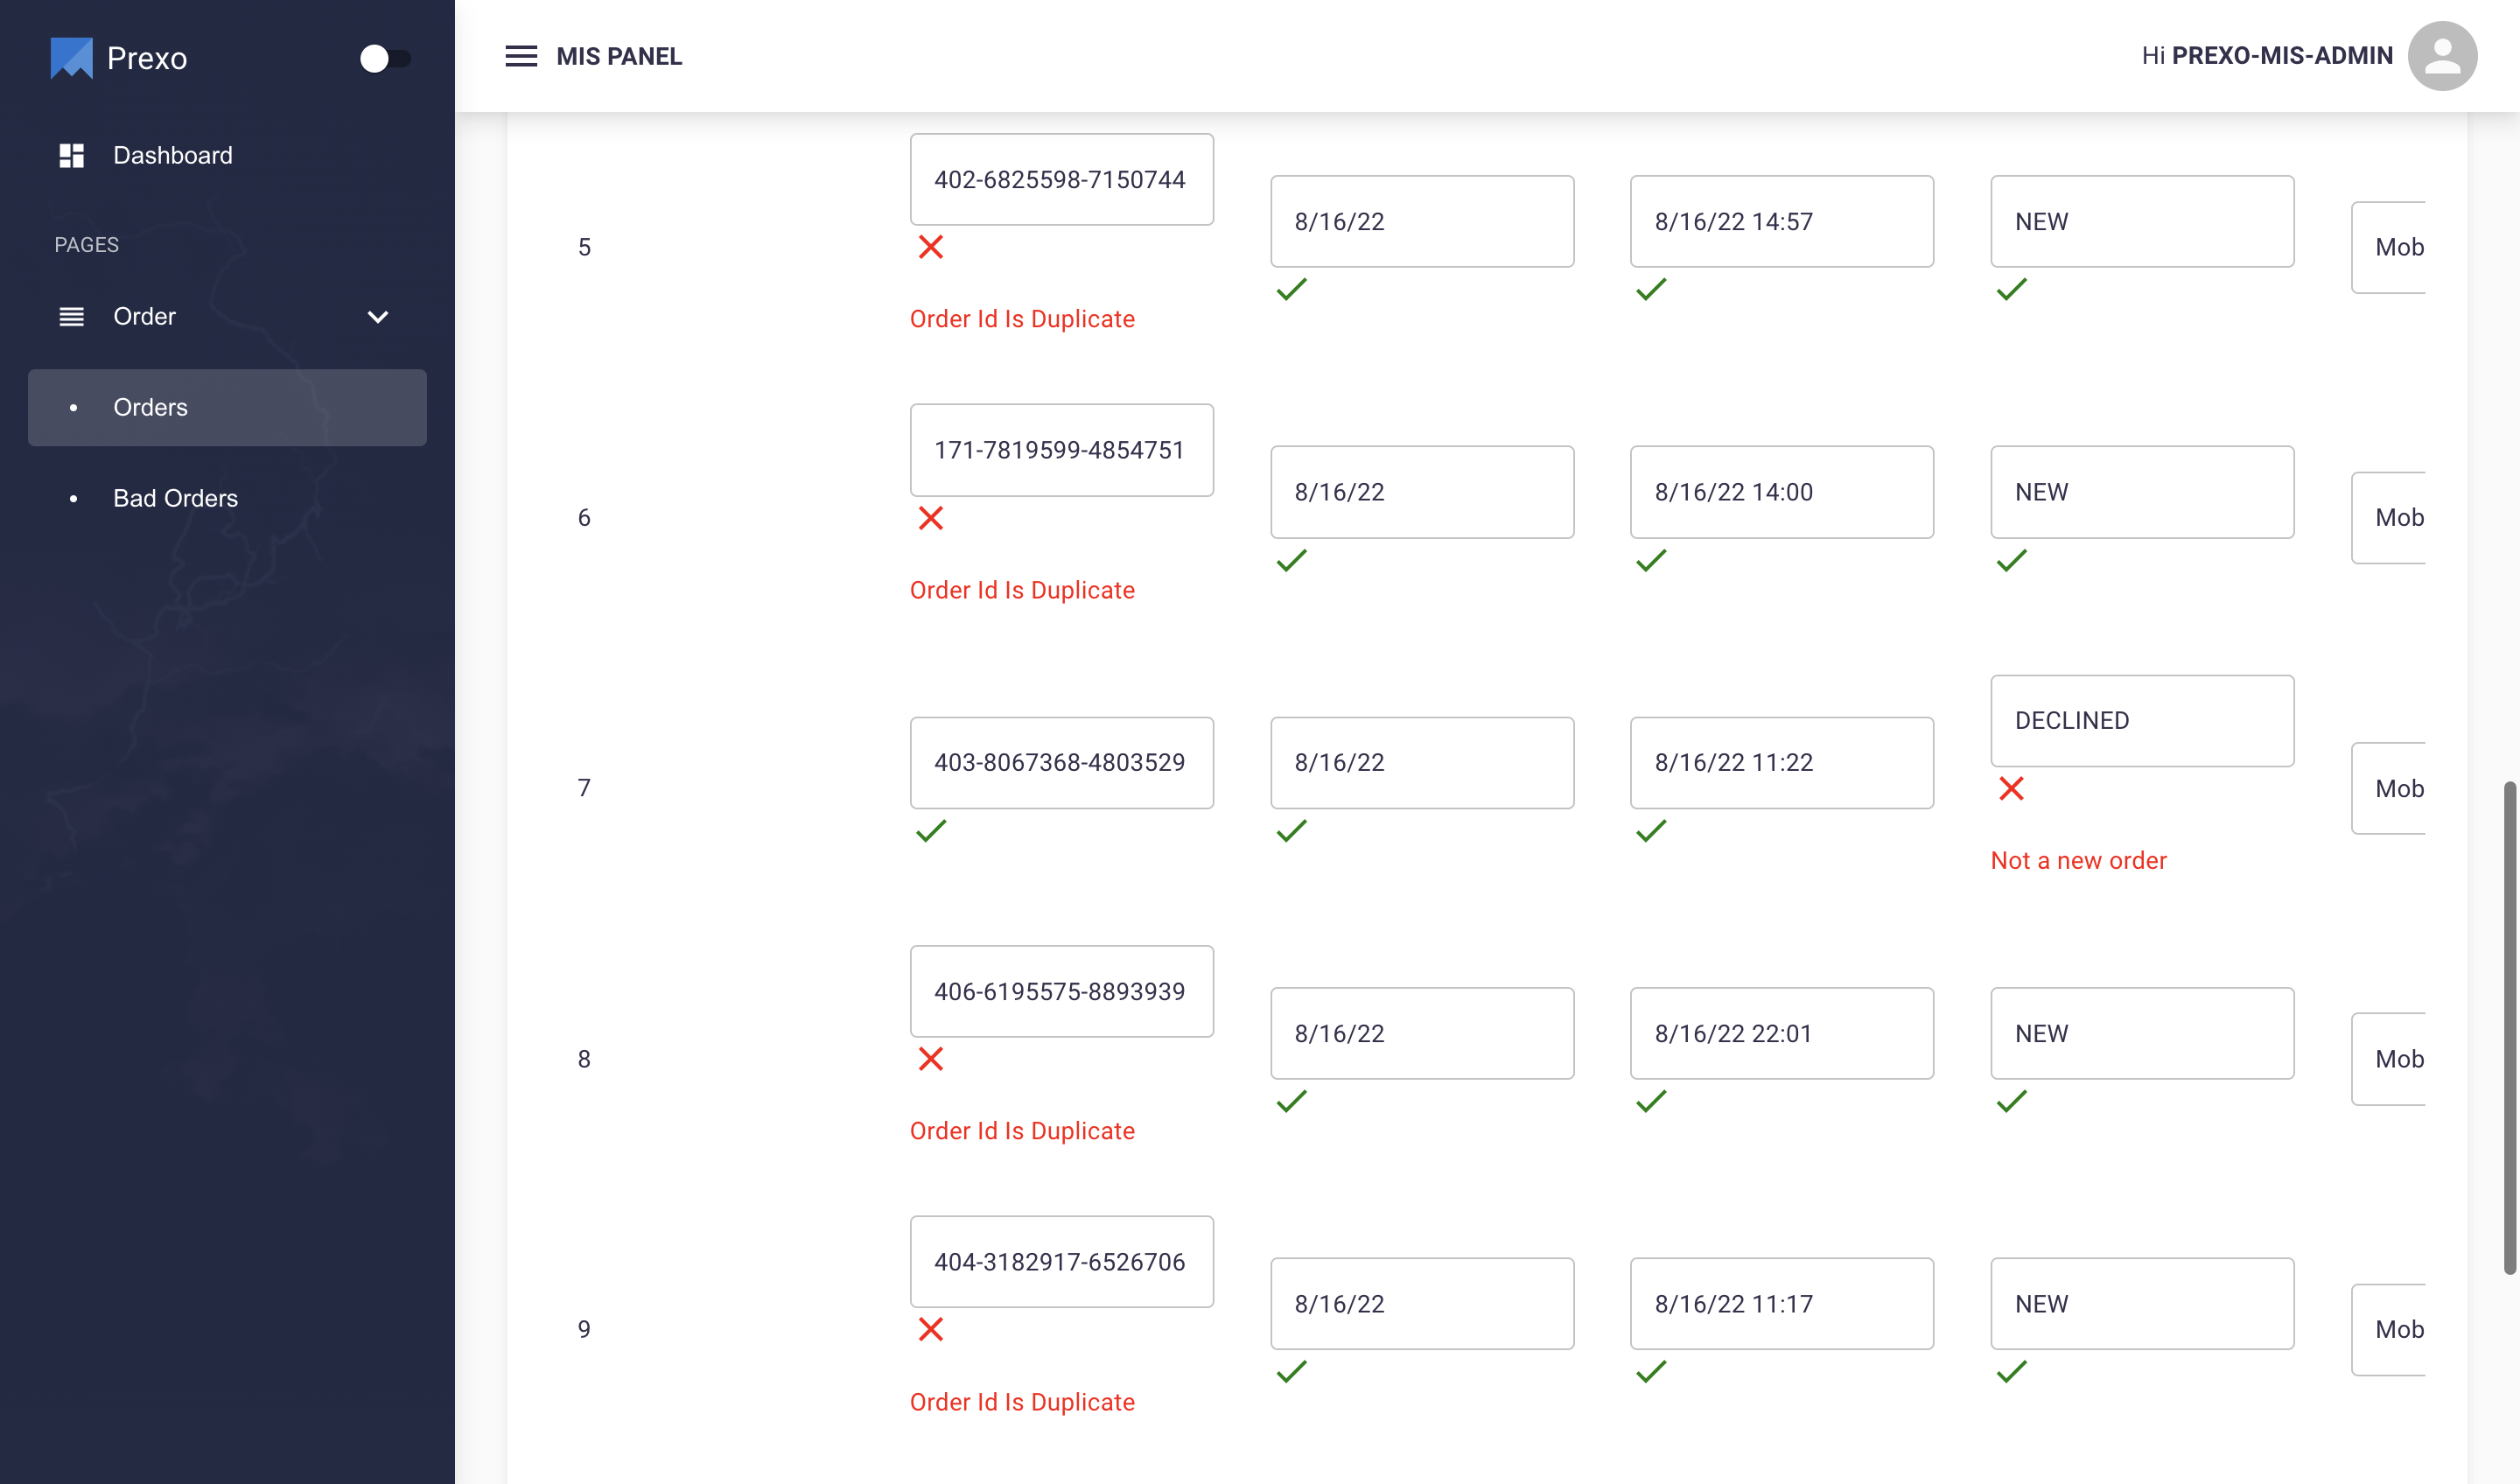 Prexo
Dashboard
PAGES
Order
Orders
Bad Orders
MIS PANEL
Hi PREXO-MIS-ADMIN
5
402-6825598-7150744
Order Id Is Duplicate
8/16/22
8/16/22 14:57
NEW
Mob
6
171-7819599-4854751
Order Id Is Duplicate
8/16/22
8/16/22 14:00
NEW
Mob
7
403-8067368-4803529
8/16/22
8/16/22 11:22
DECLINED
Not a new order
Mob
8
406-6195575-8893939
Order Id Is Duplicate
8/16/22
8/16/22 22:01
NEW
Mob
9
404-3182917-6526706
Order Id Is Duplicate
8/16/22
8/16/22 11:17
NEW
Mob